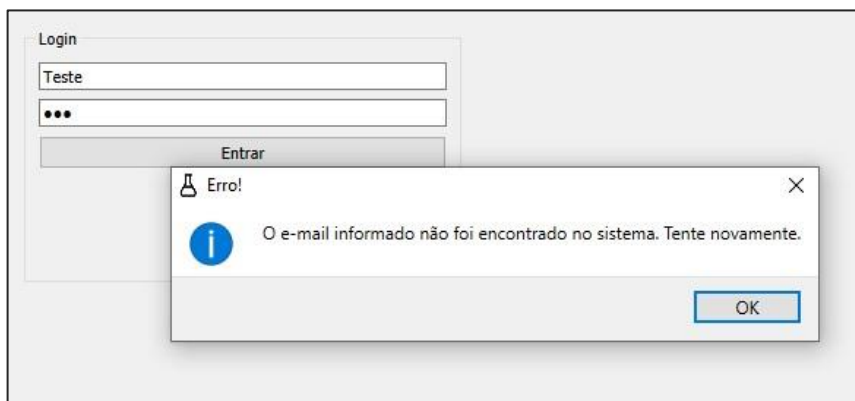 Login
Teste
•••
Entrar
Erro!
O e-mail informado não foi encontrado no sistema. Tente novamente.
OK